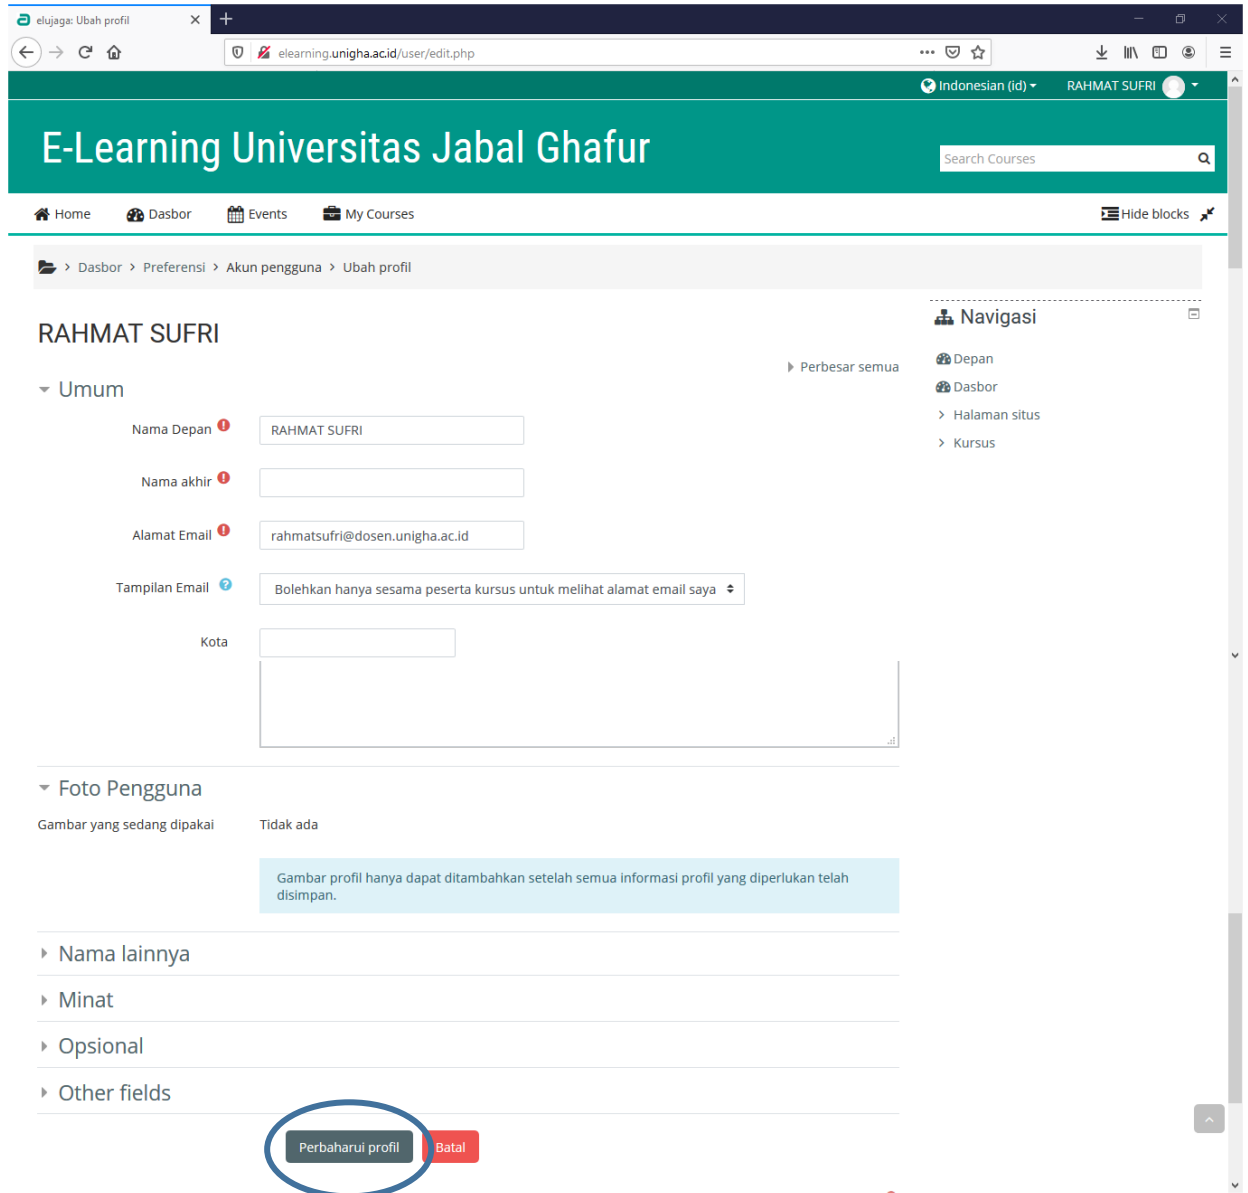 elujaga: Ubah profil
elearning.unigha.ac.id/user/edit.php
Indonesian (id)
RAHMAT SUFRI
E-Learning Universitas Jabal Ghafur
Search Courses
Home Dasbor Events My Courses Hide blocks
> Dasbor > Preferensi > Akun pengguna > Ubah profil
RAHMAT SUFRI
Perbesar semua
Umum
Nama Depan RAHMAT SUFRI
Nama akhir
Alamat Email rahmatsufri@dosen.unigha.ac.id
Tampilan Email Bolehkan hanya sesama peserta kursus untuk melihat alamat email saya
Kota
Foto Pengguna
Gambar yang sedang dipakai Tidak ada
Gambar profil hanya dapat ditambahkan setelah semua informasi profil yang diperlukan telah
disimpan.
Nama lainnya
Minat
Opsional
Other fields
Perbaharui profil Batal
Navigasi
Depan
Dasbor
> Halaman situs
> Kursus